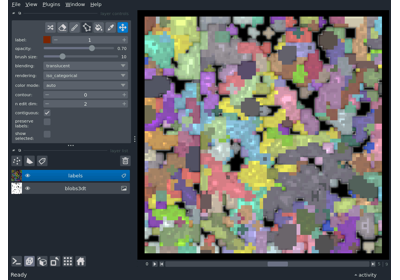 File View Plugins Window Help
label: 1
opacity: 0.70
brush size: 10
blending: translucent
rendering: iso_categorical
color mode: auto
contour: 0
n edit dim: 2
contiguous:
preserve labels:
show selected:
labels
blobs3dt
Ready
activity